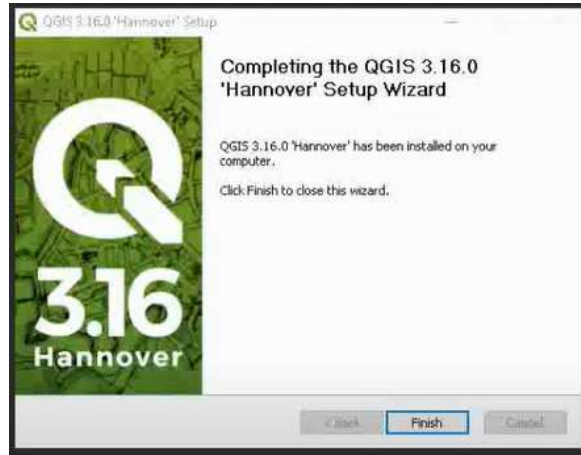 QGIS 3.16.0 'Hannover' Setup
Completing the QGIS 3.16.0
'Hannover' Setup Wizard
QGIS 3.16.0 'Hannover' has been installed on your
computer.
Click Finish to close this wizard.
3.16
Hannover
< Back
Finish
Cancel